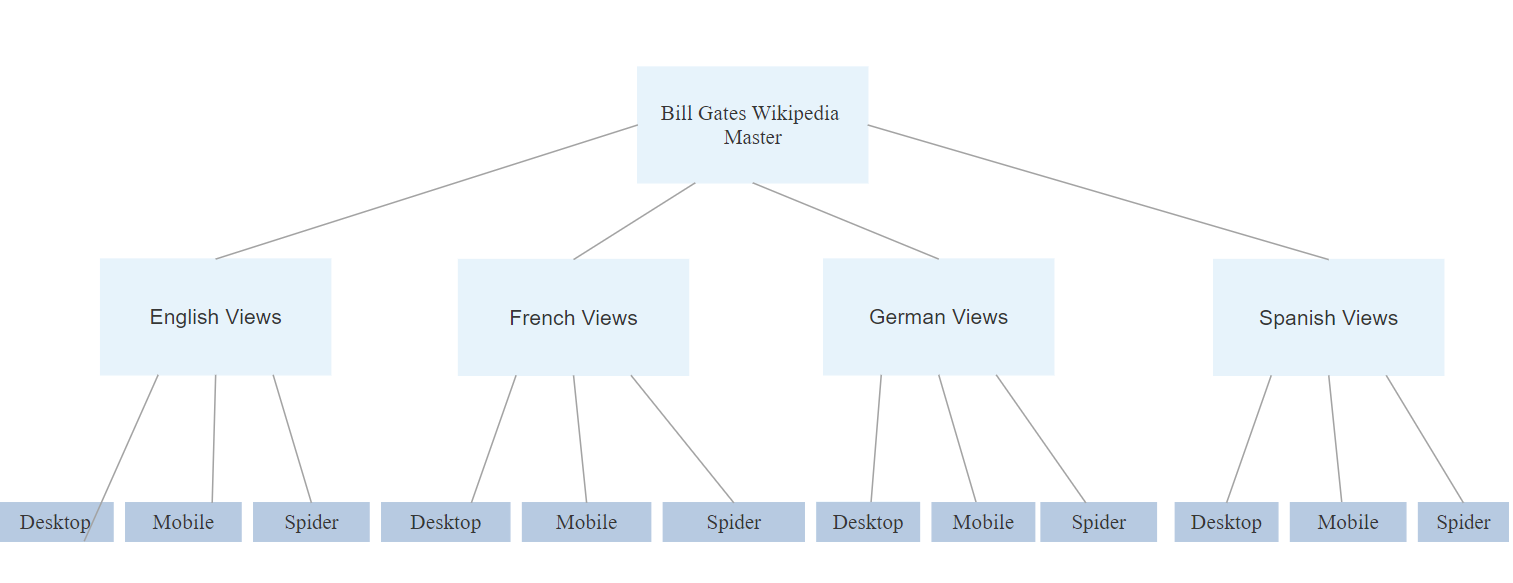 Bill Gates Wikipedia
Master
English Views
French Views
German Views
Spanish Views
Desktop
Mobile
Spider
Desktop
Mobile
Spider
Desktop
Mobile
Spider
Desktop
Mobile
Spider